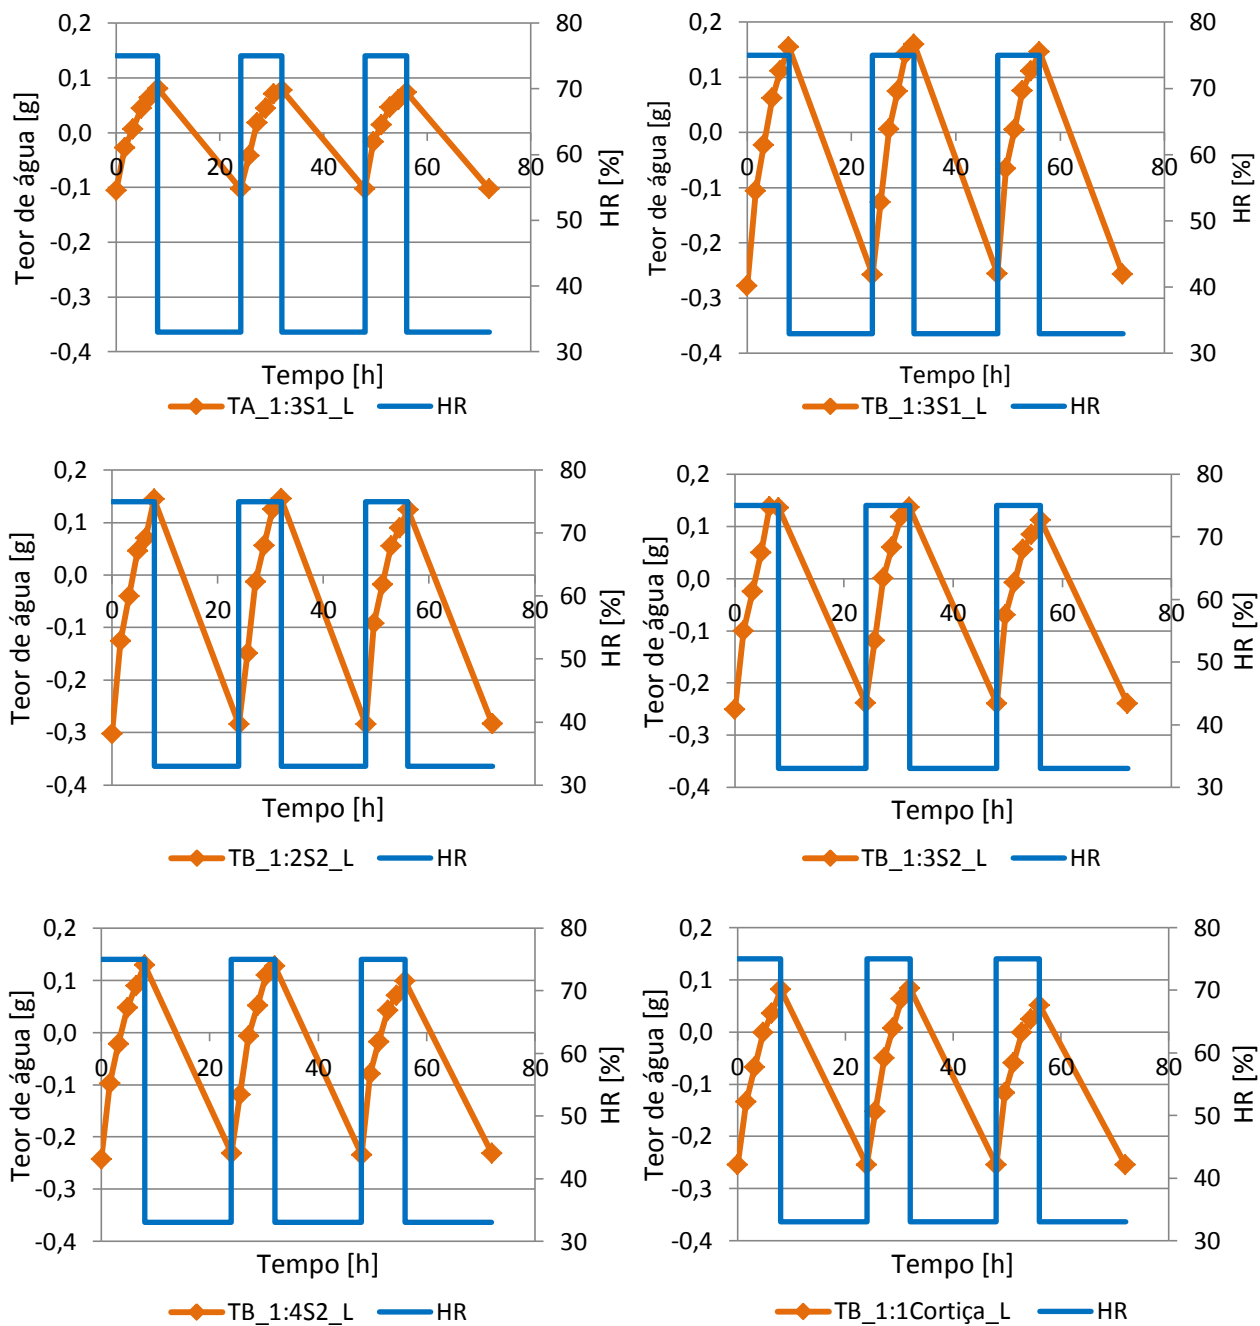 0,2
0,1
0,0
-0,1
-0,2
-0,3
-0,4
Teor de água [g]
0 20 40 60 80
80
70
60
50
40
30
HR [%]
Tempo [h]
TA_1:3S1_L HR
0,2
0,1
0,0
-0,1
-0,2
-0,3
-0,4
Teor de água [g]
0 20 40 60 80
80
70
60
50
40
30
HR [%]
Tempo [h]
TB_1:3S1_L HR
0,2
0,1
0,0
-0,1
-0,2
-0,3
-0,4
Teor de água [g]
0 20 40 60 80
80
70
60
50
40
30
HR [%]
Tempo [h]
TB_1:2S2_L HR
0,2
0,1
0,0
-0,1
-0,2
-0,3
-0,4
Teor de água [g]
0 20 40 60 80
80
70
60
50
40
30
HR [%]
Tempo [h]
TB_1:3S2_L HR
0,2
0,1
0,0
-0,1
-0,2
-0,3
-0,4
Teor de água [g]
0 20 40 60 80
80
70
60
50
40
30
HR [%]
Tempo [h]
TB_1:4S2_L HR
0,2
0,1
0,0
-0,1
-0,2
-0,3
-0,4
Teor de água [g]
0 20 40 60 80
80
70
60
50
40
30
HR [%]
Tempo [h]
TB_1:1Cortiça_L HR